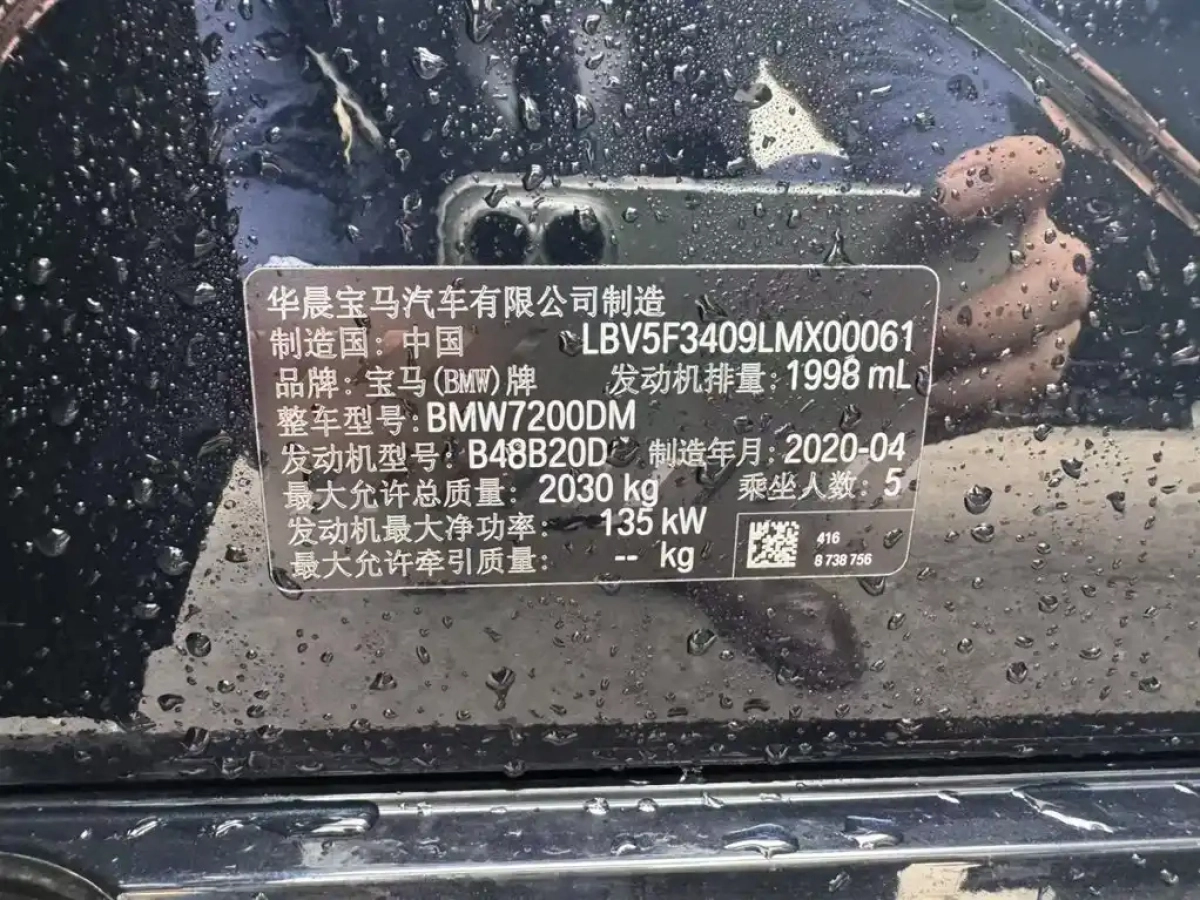 华晨宝马汽车有限公司制造
制造国: 中国 LBV5F3409LMX00061
品牌: 宝马(BMW)牌 发动机排量: 1998 mL
整车型号: BMW7200DM
发动机型号: B48B20D 制造年月: 2020-04
最大允许总质量: 2030 kg 乘坐人数: 5
发动机最大净功率: 135 kW
最大允许牵引质量: -- kg
416
8 738 756